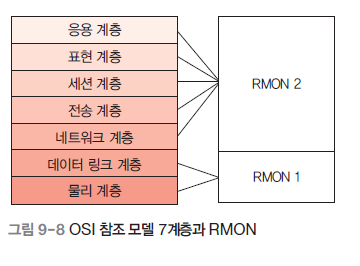 응용 계층
표현 계층
세션 계층
전송 계층
네트워크 계층
데이터 링크 계층
물리 계층
RMON 2
RMON 1
그림 9-8 OSI 참조 모델 7계층과 RMON